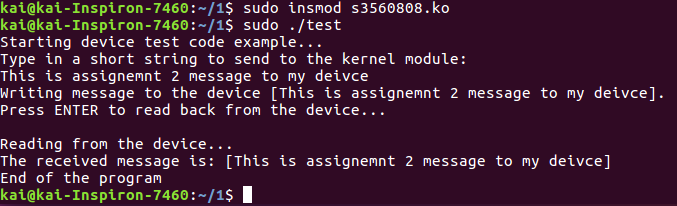 kai@kai-Inspiron-7460:~/1$ sudo insmod s3560808.ko
kai@kai-Inspiron-7460:~/1$ sudo ./test
Starting device test code example...
Type in a short string to send to the kernel module:
This is assignemnt 2 message to my deivce
Writing message to the device [This is assignemnt 2 message to my deivce].
Press ENTER to read back from the device...

Reading from the device...
The received message is: [This is assignemnt 2 message to my deivce]
End of the program
kai@kai-Inspiron-7460:~/1$